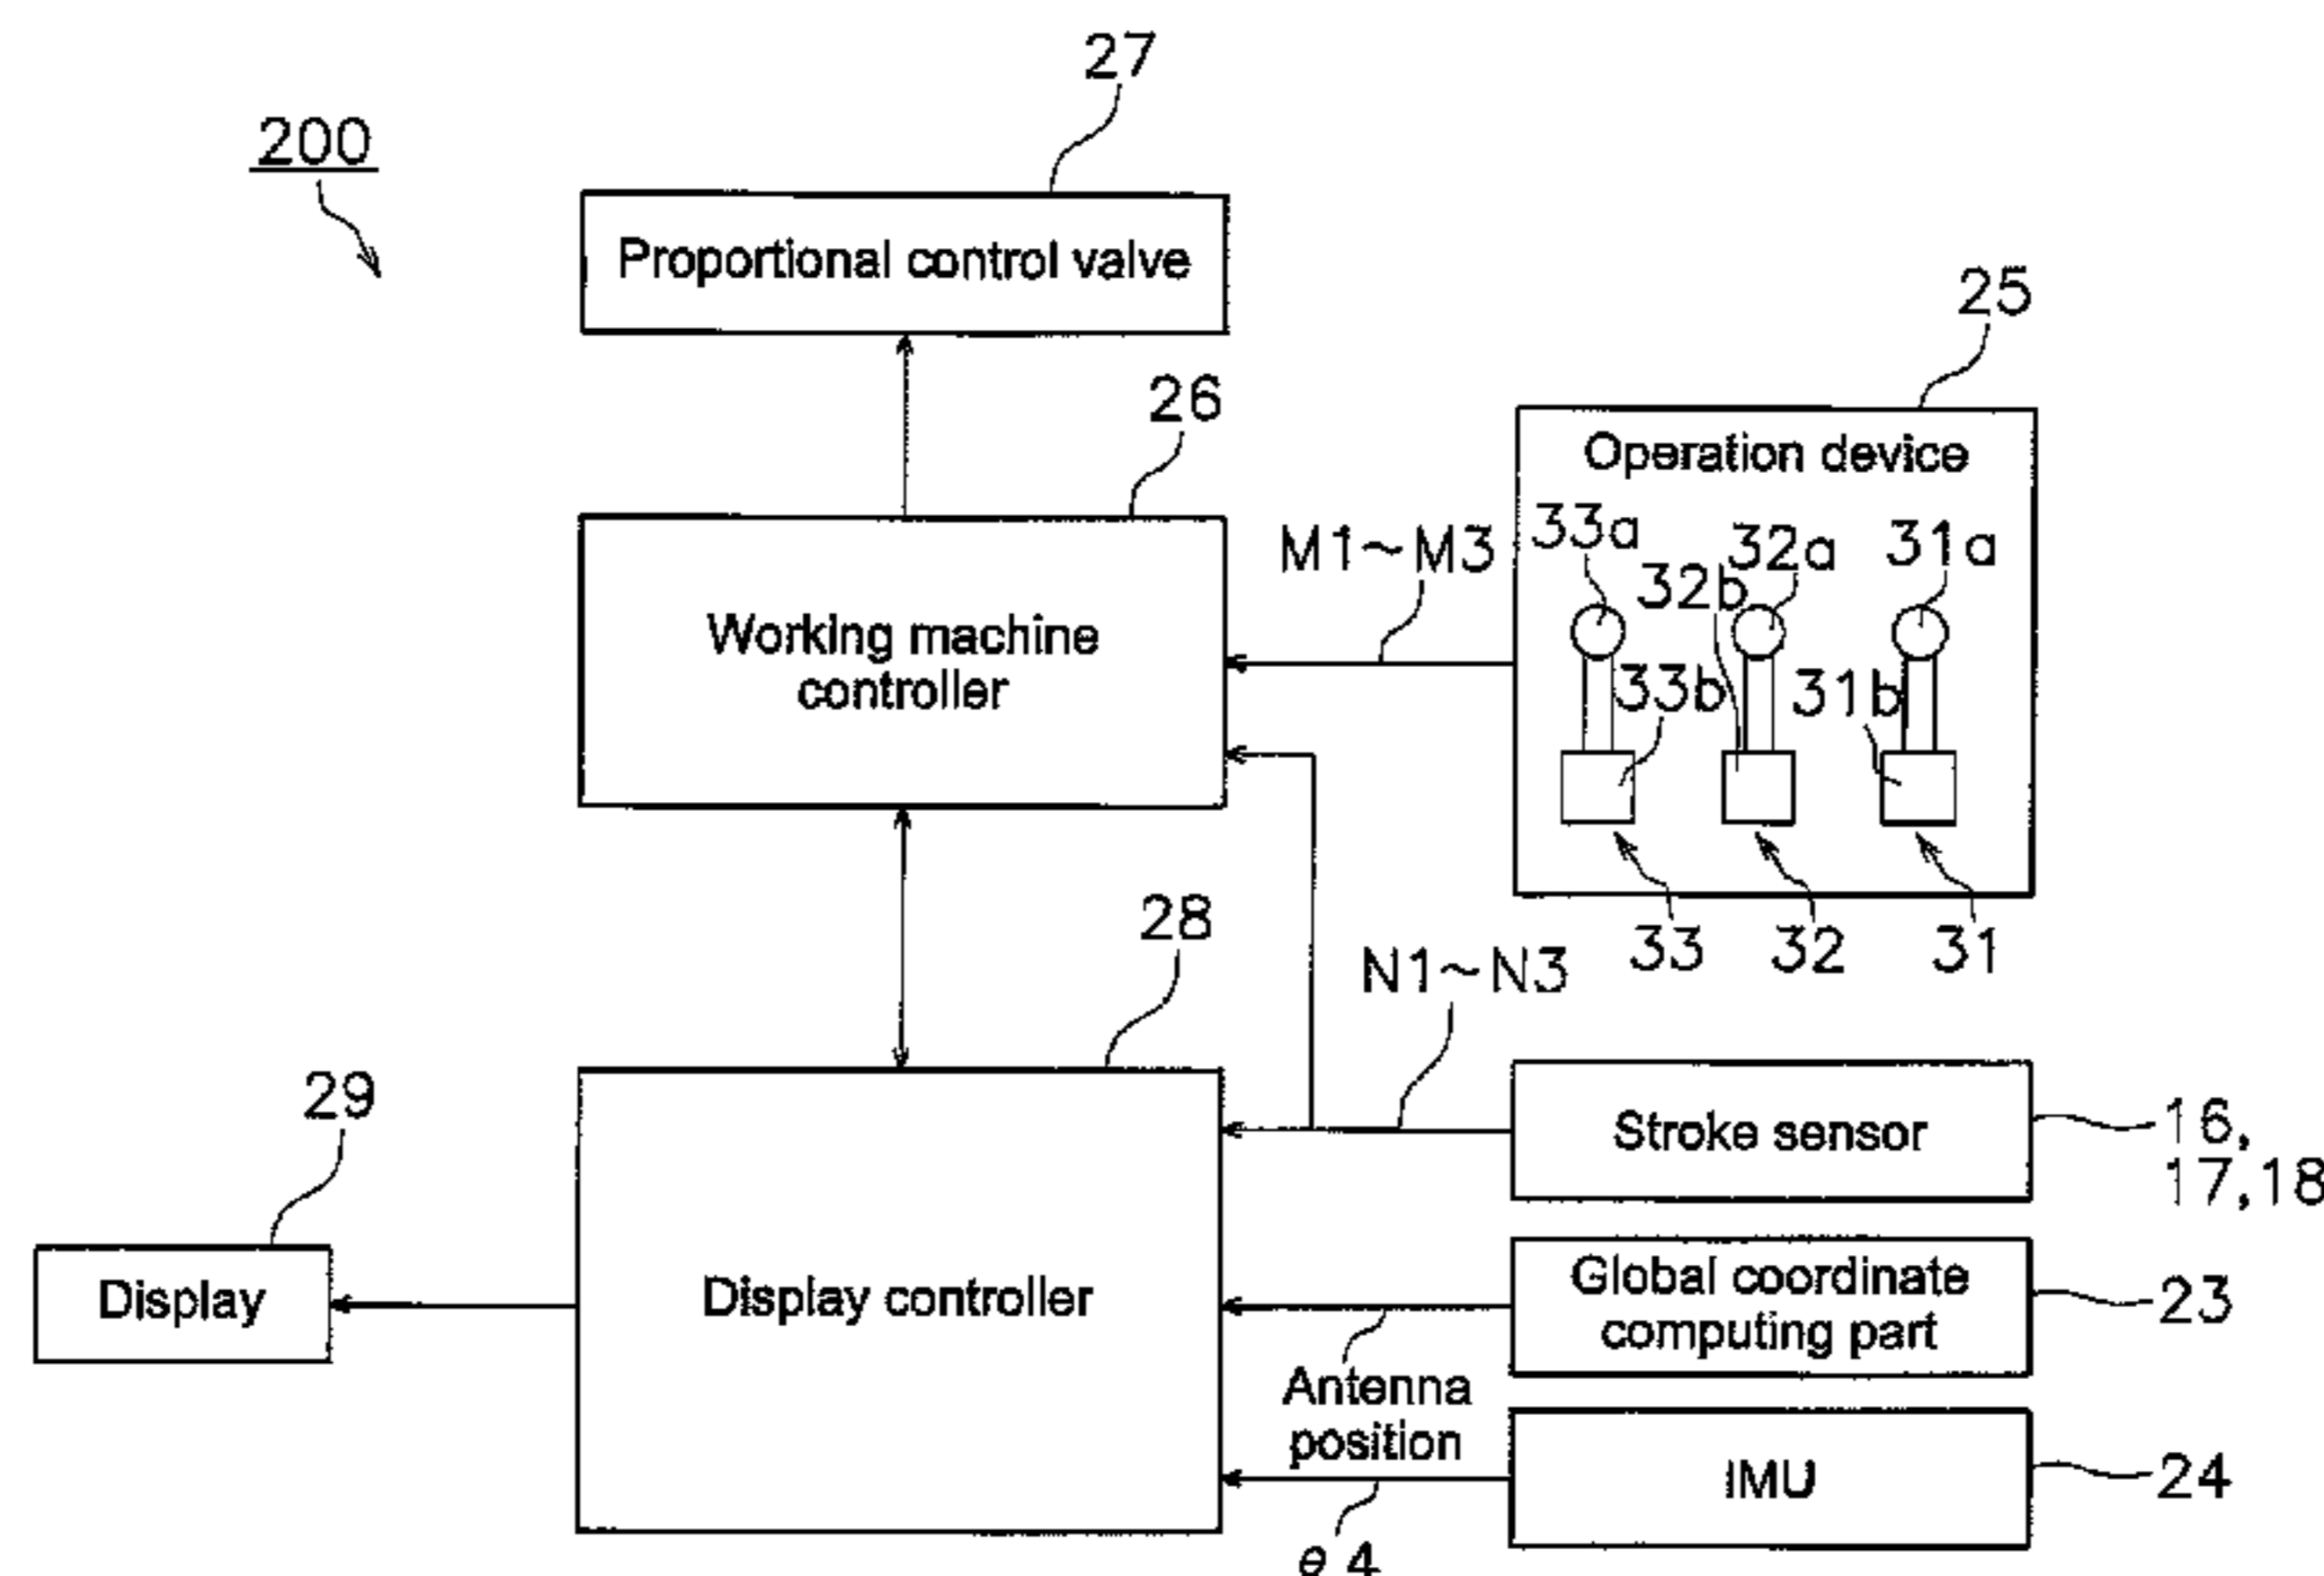 27
200
Proportional control valve
25
26
Operation device
M1~M3
33a
32a
31a
32b
Working machine
controller
33b
31b
28
33
32
31
N1~N3
29
Stroke sensor
16,
17,18
Display
Display controller
Global coordinate
computing part
23
Antenna
position
IMU
24
θ 4